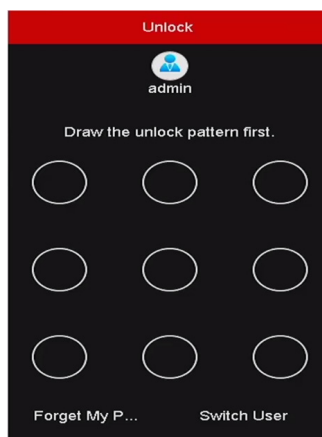 Unlock
admin
Draw the unlock pattern first.
Forget My P... Switch User